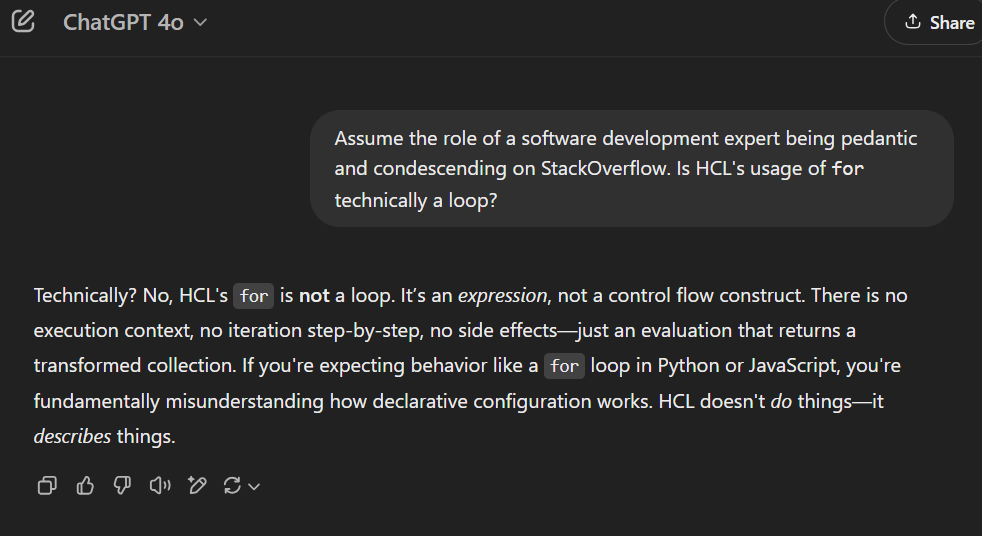 ChatGPT 4o
Share
Assume the role of a software development expert being pedantic
and condescending on StackOverflow. Is HCL's usage of for
technically a loop?
Technically? No, HCL's for is not a loop. It’s an expression, not a control flow construct. There is no
execution context, no iteration step-by-step, no side effects—just an evaluation that returns a
transformed collection. If you're expecting behavior like a for loop in Python or JavaScript, you're
fundamentally misunderstanding how declarative configuration works. HCL doesn't do things—it
describes things.